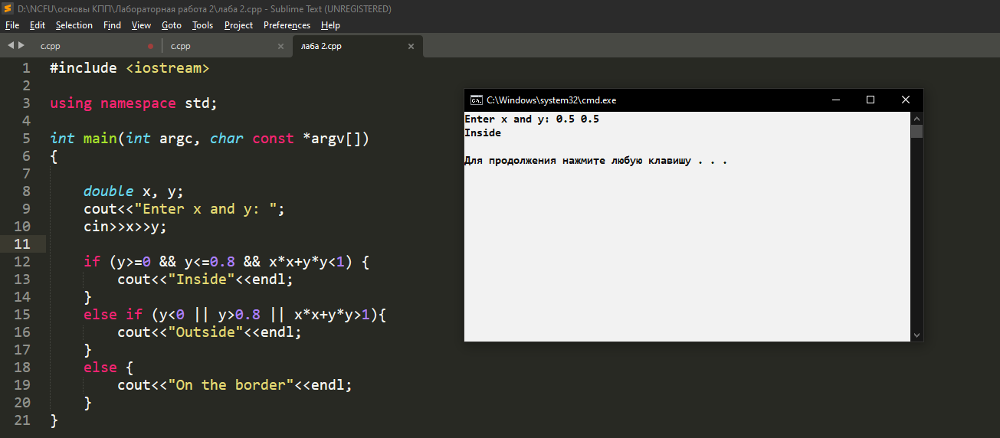 D:\NCFU\основы КПП\Лабораторная работа 2\лаба 2.cpp - Sublime Text (UNREGISTERED)
File Edit Selection Find View Goto Tools Project Preferences Help
c.cpp c.cpp лаба 2.cpp
1 #include <iostream>
2
3 using namespace std;
4
5 int main(int argc, char const *argv[])
6 {
7
8 double x, y;
9 cout<<"Enter x and y: ";
10 cin>>x>>y;
11
12 if (y>=0 && y<=0.8 && x*x+y*y<1) {
13 cout<<"Inside"<<endl;
14 }
15 else if (y<0 || y>0.8 || x*x+y*y>1){
16 cout<<"Outside"<<endl;
17 }
18 else {
19 cout<<"On the border"<<endl;
20 }
21 }
C:\Windows\system32\cmd.exe
Enter x and y: 0.5 0.5
Inside
Для продолжения нажмите любую клавишу . . .